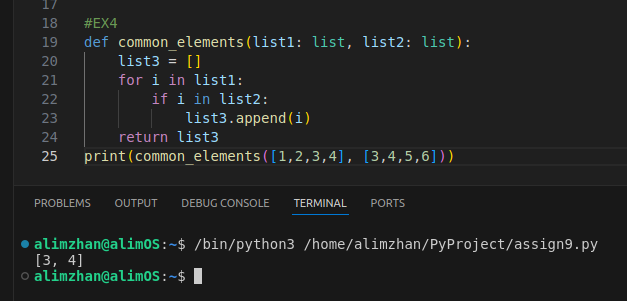 17
18 #EX4
19 def common_elements(list1: list, list2: list):
20     list3 = []
21     for i in list1:
22         if i in list2:
23             list3.append(i)
24     return list3
25 print(common_elements([1,2,3,4], [3,4,5,6]))
PROBLEMS OUTPUT DEBUG CONSOLE TERMINAL PORTS
alimzhan@alimOS:~$ /bin/python3 /home/alimzhan/PyProject/assign9.py
[3, 4]
alimzhan@alimOS:~$